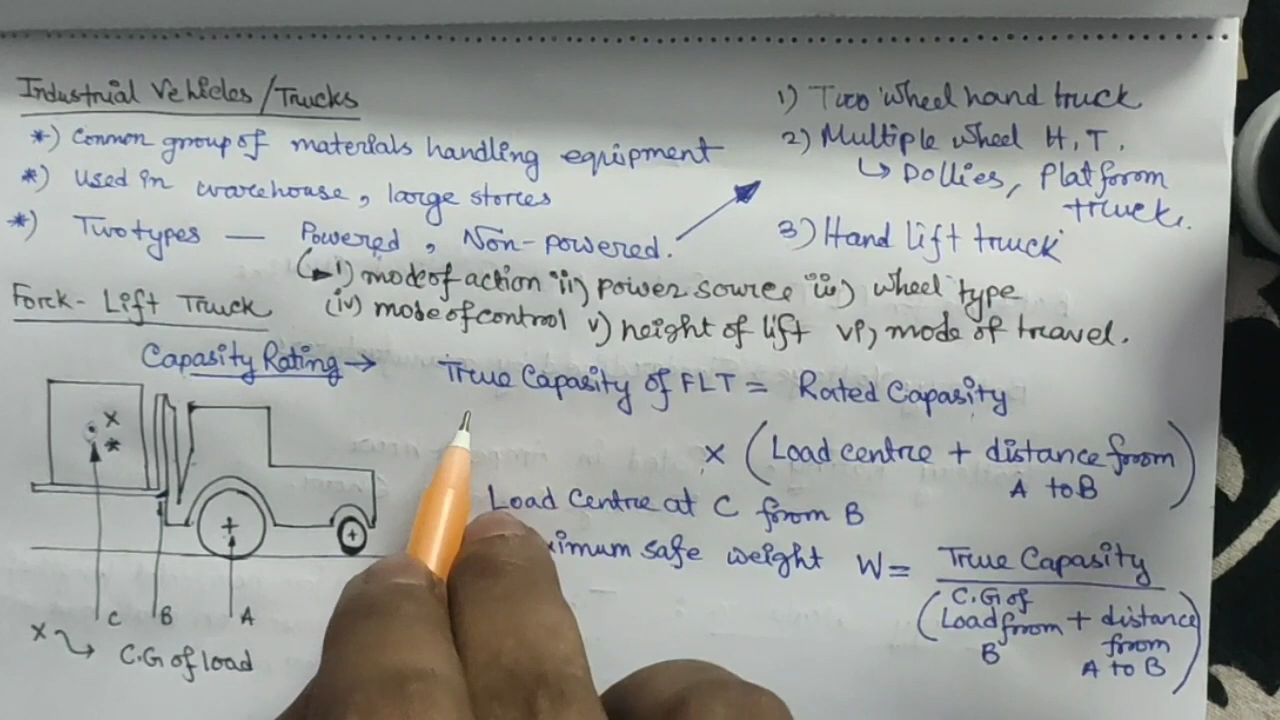 Industrial Vehicles/Trucks
*) Common group of materials handling equipment
*) used in warehouse, large stores
*) Two types — Powered, Non-powered.
1) Two wheel hand truck
2) Multiple wheel H.T.
↳ Dollies, Platform
truck.
3) Hand lift truck
i) mode of action ii) power source iii) wheel type
(iv) mode of control v) height of lift vi) mode of travel.
Fork-Lift Truck
Capasity Rating →
True Capasity of FLT = Rated Capasity
× (Load centre + distance from
A to B)
Load Centre at C from B
safe weight W = True Capasity
(C.G of
Load from + distance
B from
A to B)
x
*
C B A
x C.G of load